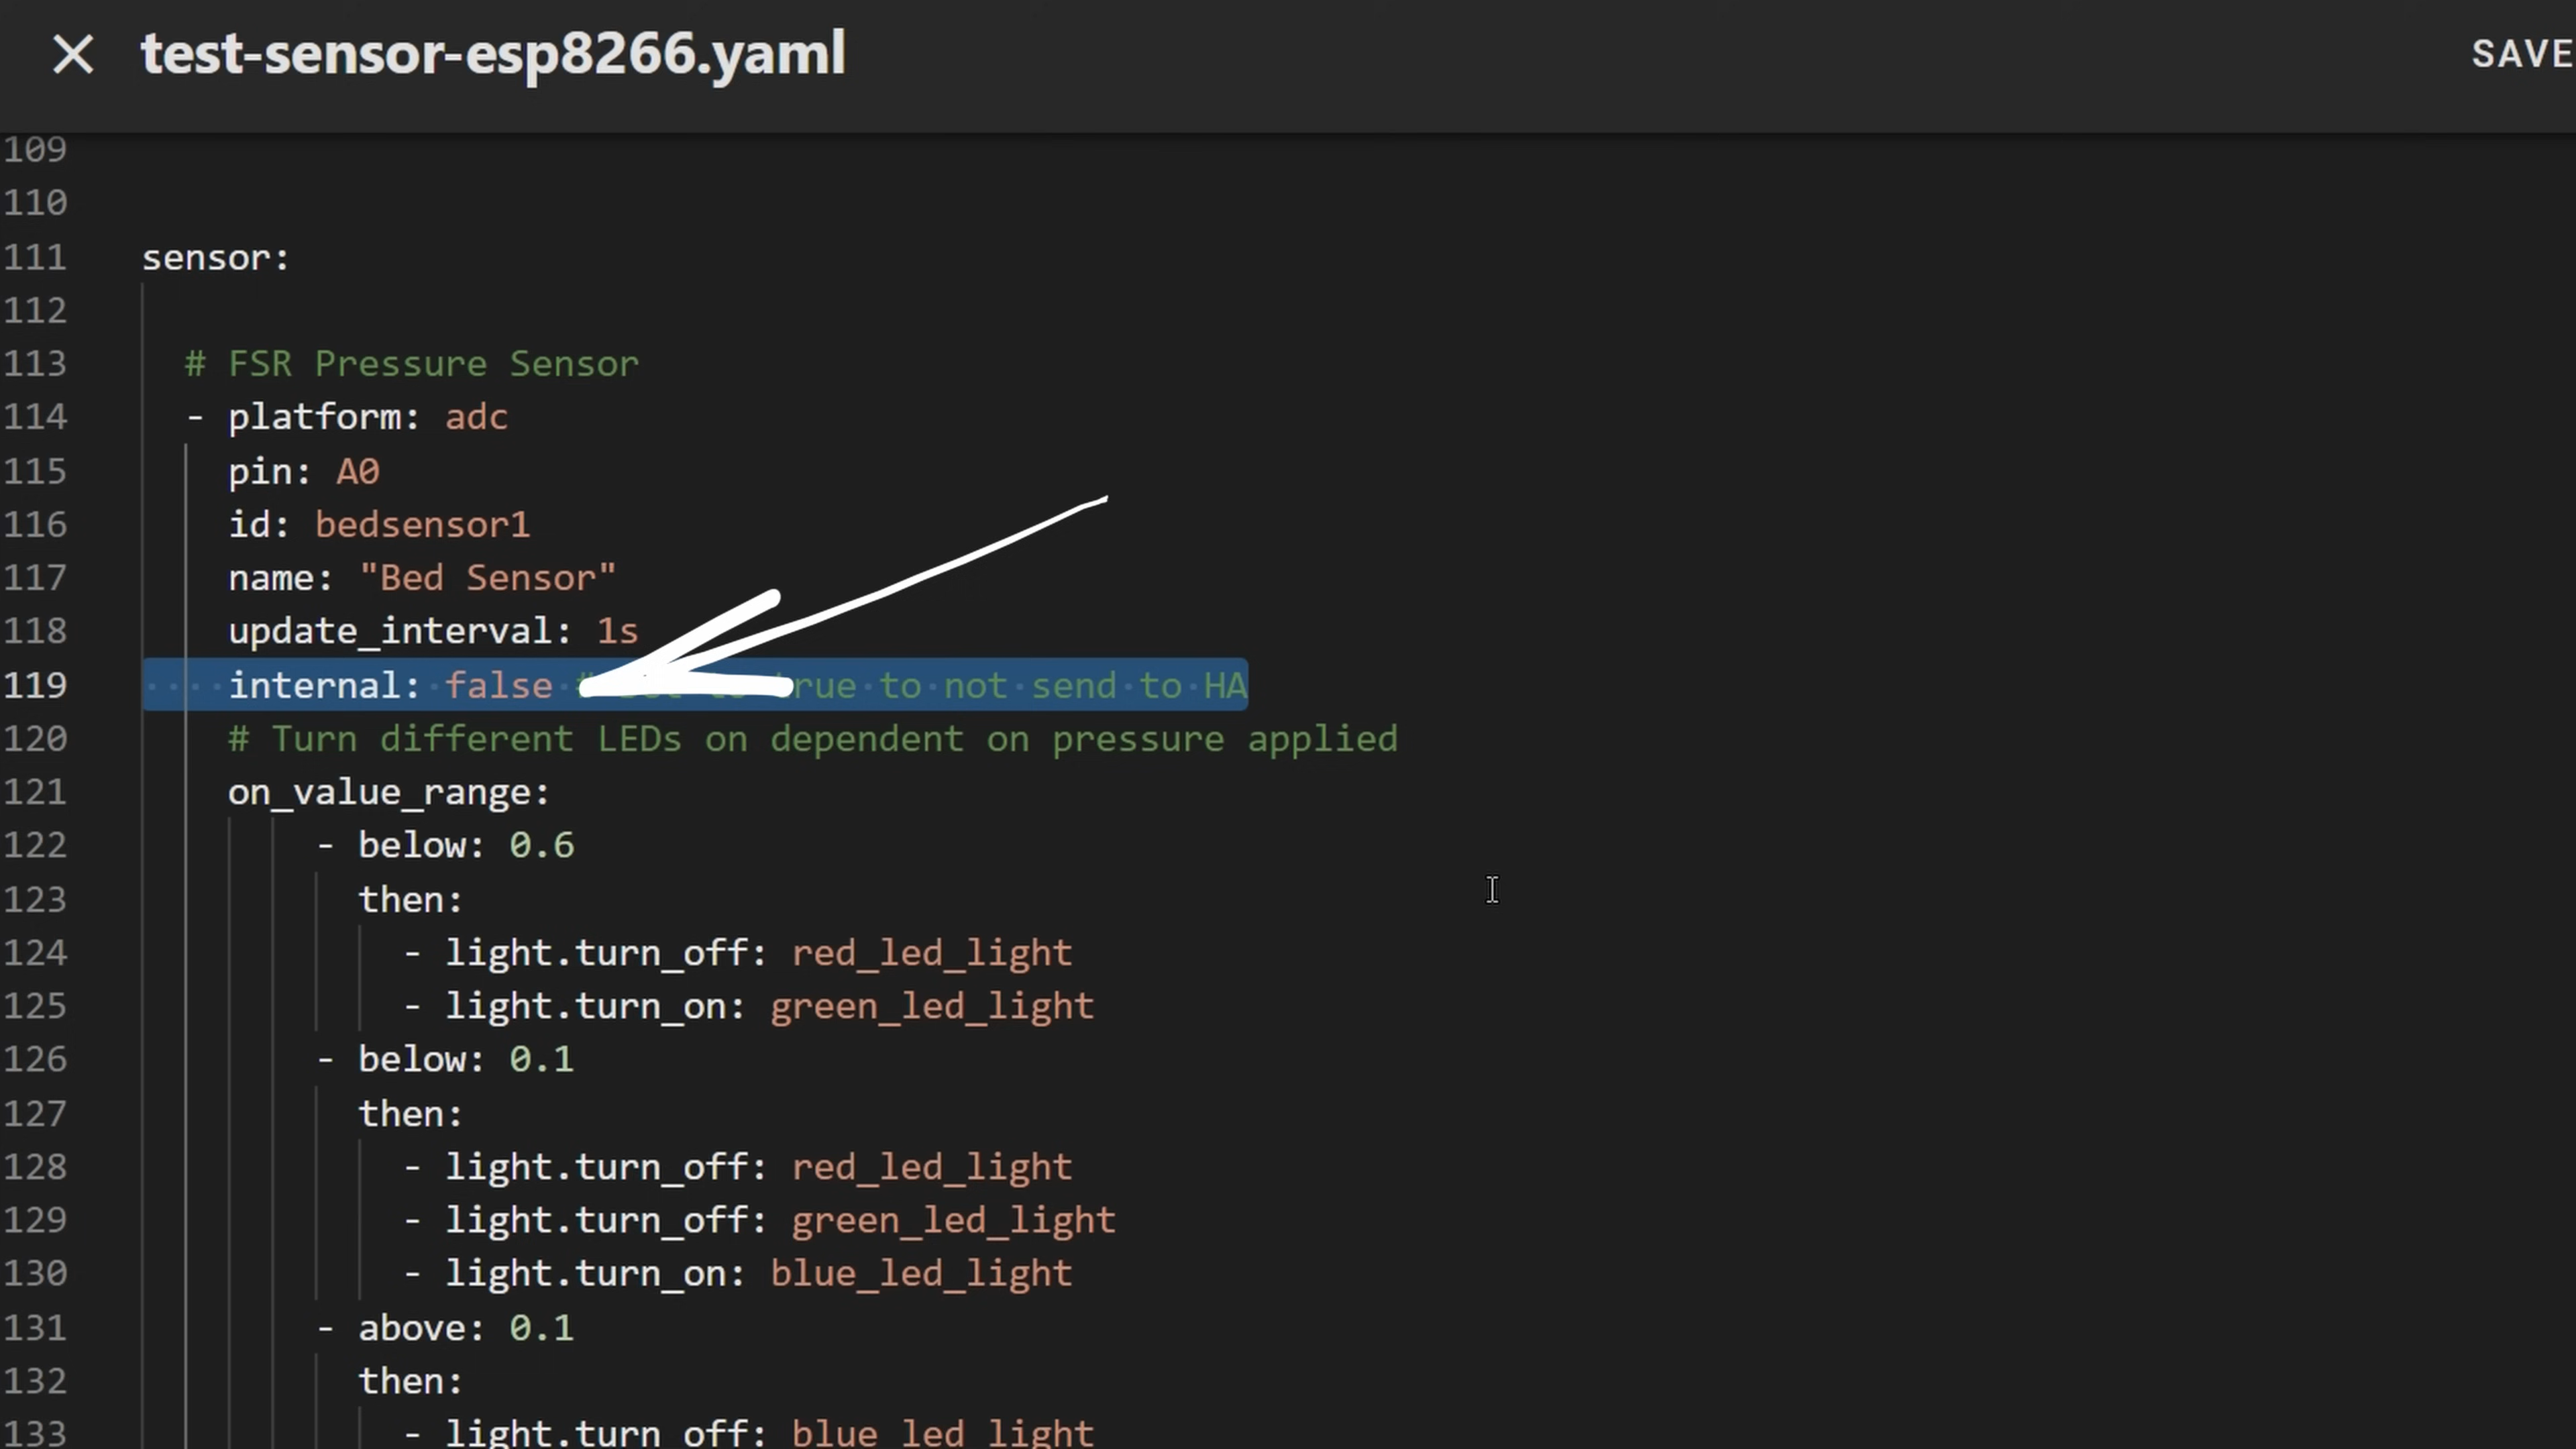 test-sensor-esp8266.yaml
SAVE
109
110
111 sensor:
112
113 # FSR Pressure Sensor
114 - platform: adc
115 pin: A0
116 id: bedsensor1
117 name: "Bed Sensor"
118 update_interval: 1s
119 internal: false # true to not send to HA
120 # Turn different LEDs on dependent on pressure applied
121 on_value_range:
122 - below: 0.6
123 then:
124 - light.turn_off: red_led_light
125 - light.turn_on: green_led_light
126 - below: 0.1
127 then:
128 - light.turn_off: red_led_light
129 - light.turn_off: green_led_light
130 - light.turn_on: blue_led_light
131 - above: 0.1
132 then:
133 - light.turn_off: blue_led_light